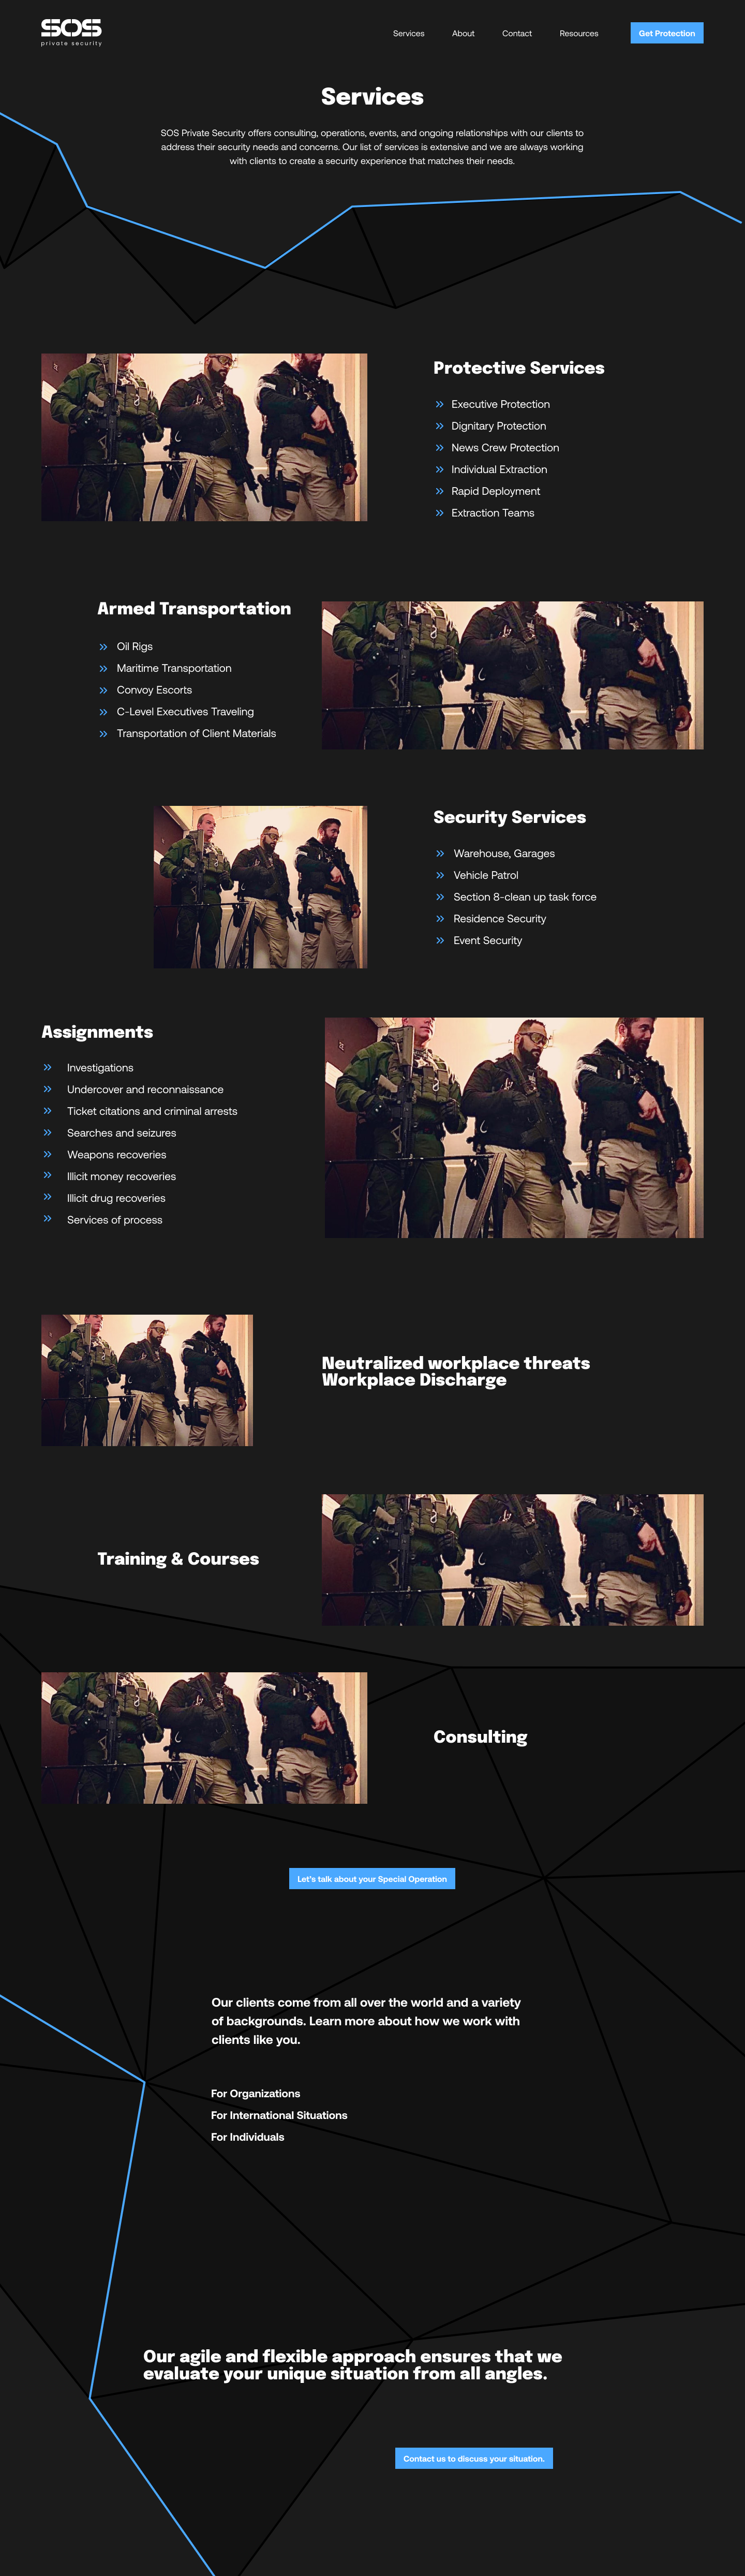 SOS
private security
Services
About
Contact
Resources
Get Protection
Services
SOS Private Security offers consulting, operations, events, and ongoing relationships with our clients to
address their security needs and concerns. Our list of services is extensive and we are always working
with clients to create a security experience that matches their needs.
Protective Services
Executive Protection
Dignitary Protection
News Crew Protection
Individual Extraction
Rapid Deployment
Extraction Teams
Armed Transportation
Oil Rigs
Maritime Transportation
Convoy Escorts
C-Level Executives Traveling
Transportation of Client Materials
Security Services
Warehouse, Garages
Vehicle Patrol
Section 8-clean up task force
Residence Security
Event Security
Assignments
Investigations
Undercover and reconnaissance
Ticket citations and criminal arrests
Searches and seizures
Weapons recoveries
Illicit money recoveries
Illicit drug recoveries
Services of process
Neutralized workplace threats
Workplace Discharge
Training & Courses
Consulting
Let's talk about your Special Operation
Our clients come from all over the world and a variety
of backgrounds. Learn more about how we work with
clients like you.
For Organizations
For International Situations
For Individuals
Our agile and flexible approach ensures that we
evaluate your unique situation from all angles.
Contact us to discuss your situation.